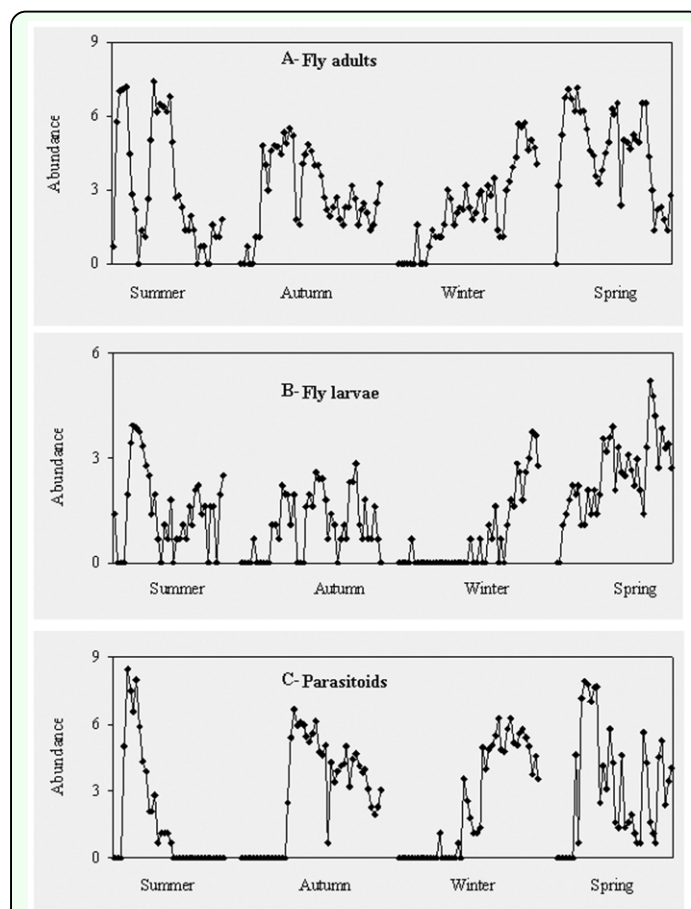 9
A- Fly adults
6
Abundance
3
0
Summer Autumn Winter Spring
6
B- Fly larvae
Abundance
3
0
Summer Autumn Winter Spring
9
C- Parasitoids
6
Abundance
3
0
Summer Autumn Winter Spring